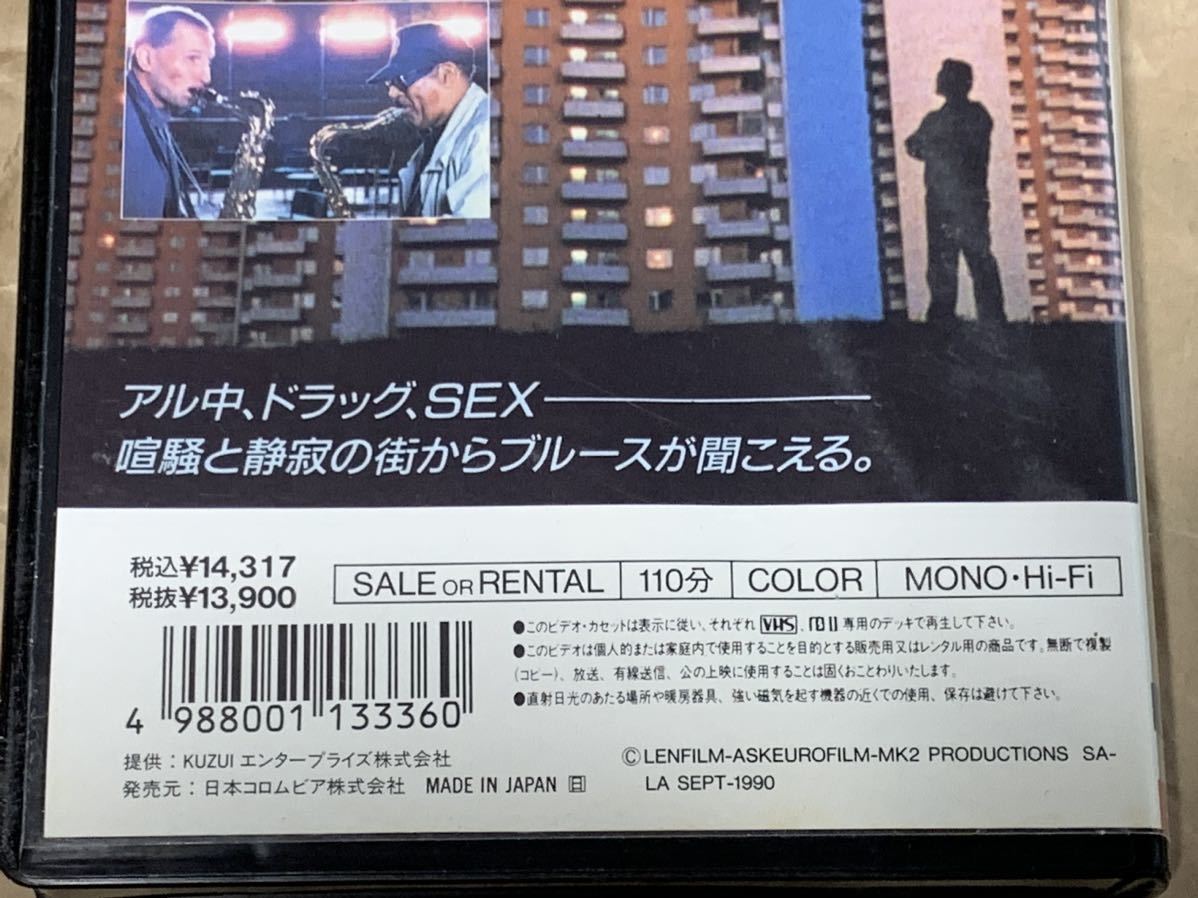 アル中、ドラッグ、SEX────
喧騒と静寂の街からブルースが聞こえる。
税込¥14,317
税抜¥13,900
SALE OR RENTAL 110分 COLOR MONO・Hi-Fi
●このビデオ・カセットは表示に従い、それぞれ VHS、専用のデッキで再生して下さい。
●このビデオは個人的または家庭内で使用することを目的とする販売用又はレンタル用の商品です。無断で複製
(コピー)、放送、有線送信、公の上映に使用することは固くおことわりいたします。
●直射日光のあたる場所や暖房器具、強い磁気を起す機器の近くでの使用、保存は避けて下さい。
4 988001 133360
提供：KUZUIエンタープライズ株式会社
発売元：日本コロムビア株式会社 MADE IN JAPAN 日
©LENFILM-ASKEUROFILM-MK2 PRODUCTIONS SA-
LA SEPT-1990